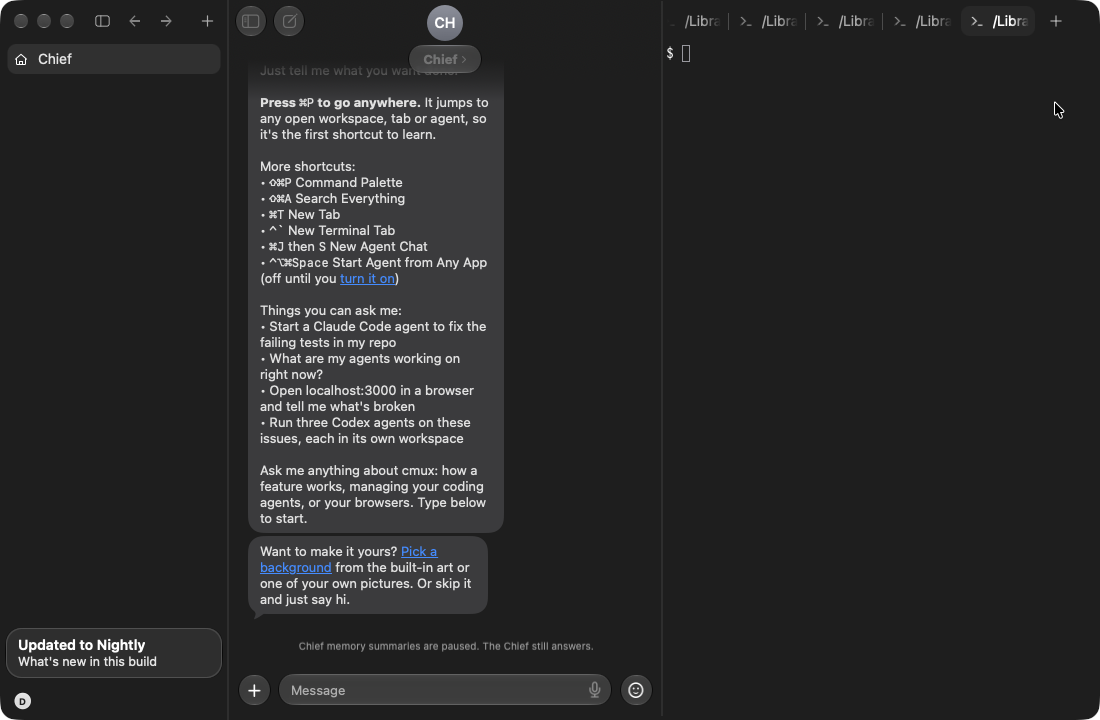 Chief
Updated to Nightly
What's new in this build
D
CH
Chief ›
Just tell me what you want done.
Press ⌘P to go anywhere. It jumps to
any open workspace, tab or agent, so
it's the first shortcut to learn.
More shortcuts:
• ⇧⌘P Command Palette
• ⇧⌘A Search Everything
• ⌘T New Tab
• ^` New Terminal Tab
• ⌘J then S New Agent Chat
• ^⌥⌘Space Start Agent from Any App
(off until you turn it on)
Things you can ask me:
• Start a Claude Code agent to fix the
failing tests in my repo
• What are my agents working on
right now?
• Open localhost:3000 in a browser
and tell me what's broken
• Run three Codex agents on these
issues, each in its own workspace
Ask me anything about cmux: how a
feature works, managing your coding
agents, or your browsers. Type below
to start.
Want to make it yours? Pick a
background from the built-in art or
one of your own pictures. Or skip it
and just say hi.
Chief memory summaries are paused. The Chief still answers.
Message
/Libra >_ /Libra >_ /Libra >_ /Libra >_ /Libra
$